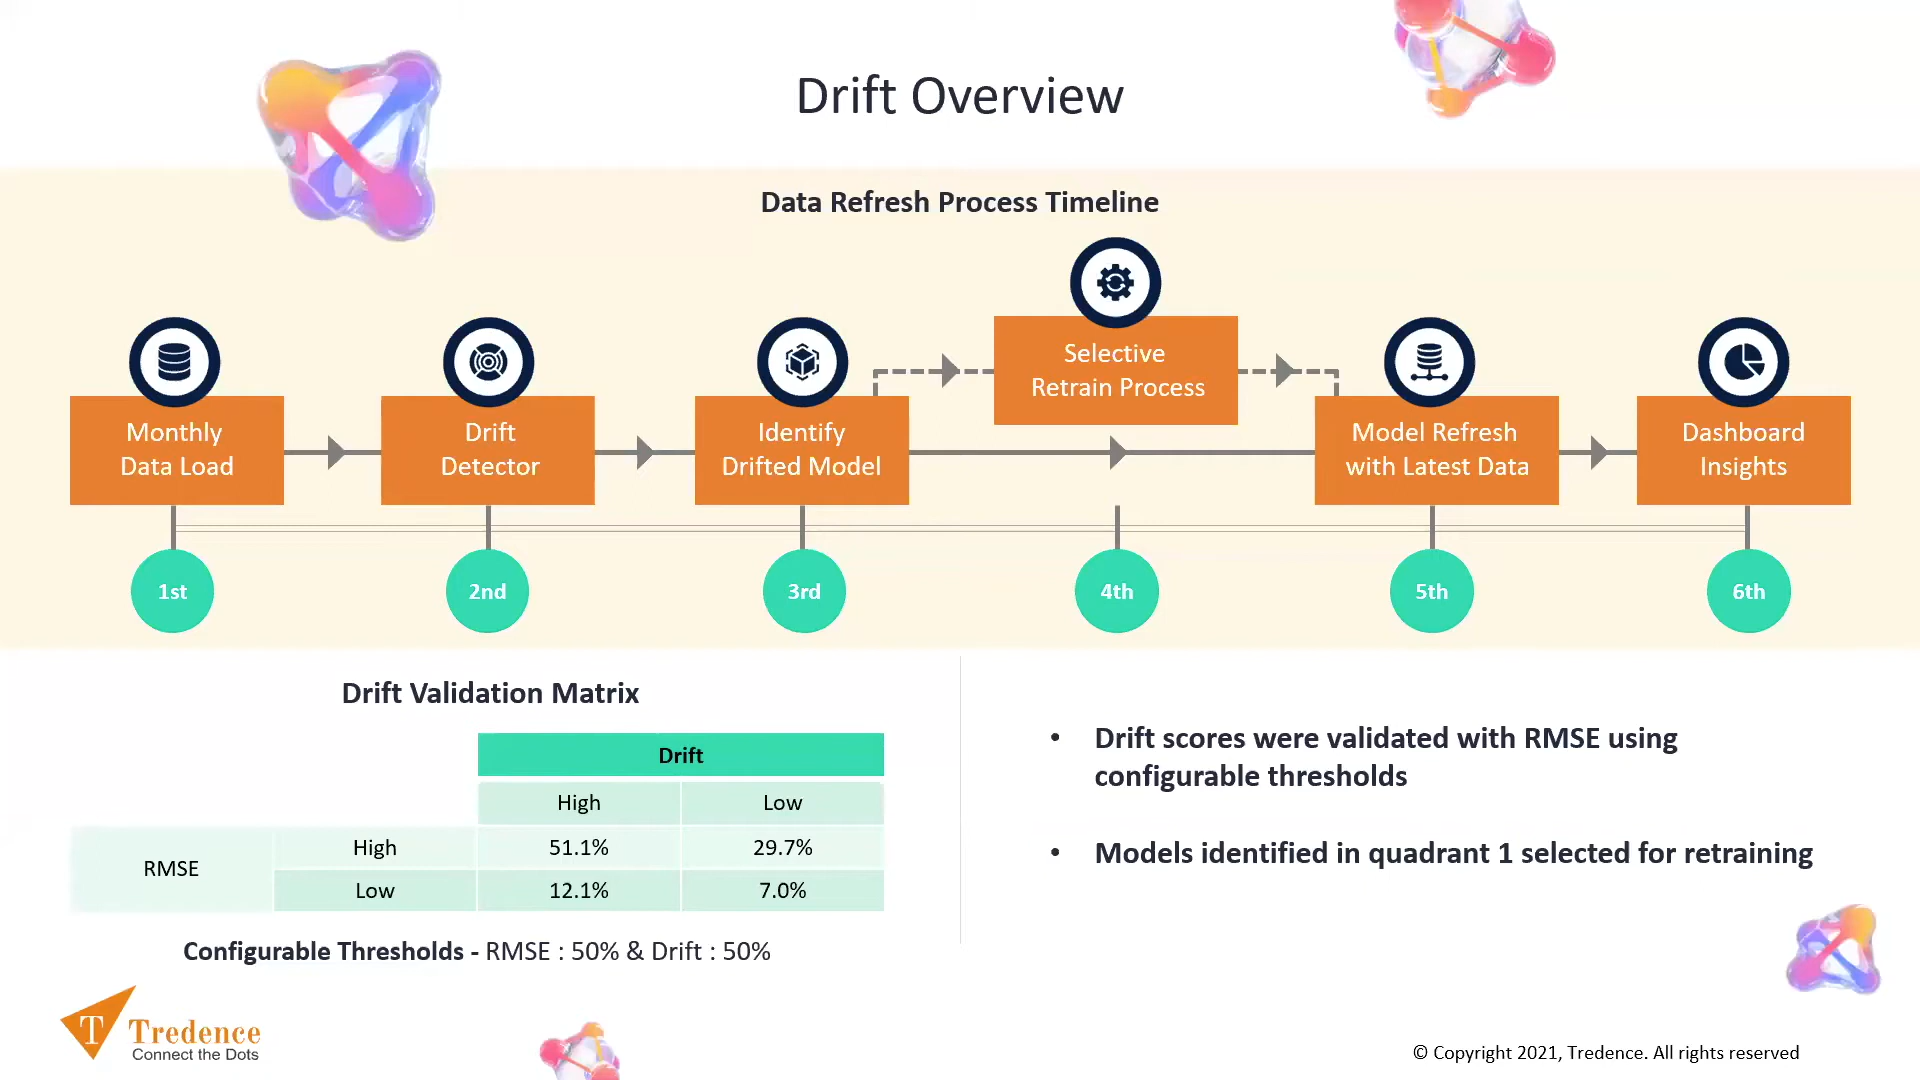 Drift Overview
Data Refresh Process Timeline
Monthly
Data Load
Drift
Detector
Identify
Drifted Model
Selective
Retrain Process
Model Refresh
with Latest Data
Dashboard
Insights
1st
2nd
3rd
4th
5th
6th
Drift Validation Matrix
Drift
High Low
RMSE
High 51.1% 29.7%
Low 12.1% 7.0%
Configurable Thresholds - RMSE : 50% & Drift : 50%
• Drift scores were validated with RMSE using
configurable thresholds
• Models identified in quadrant 1 selected for retraining
T Tredence
Connect the Dots
© Copyright 2021, Tredence. All rights reserved